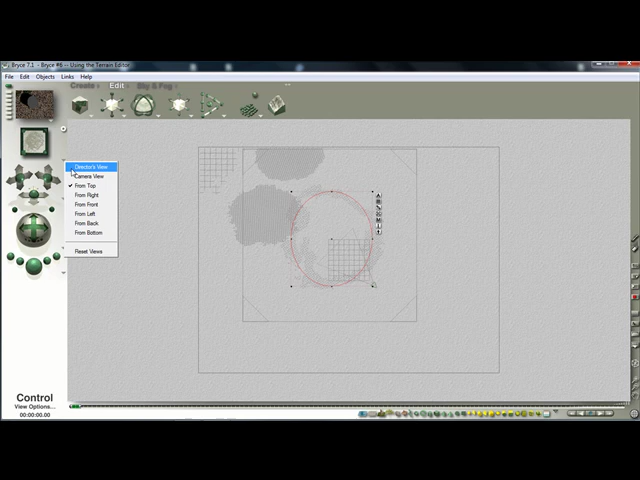 Bryce 7.1 - Bryce #6 -- Using the Terrain Editor
File Edit Objects Links Help
Create Edit Sky & Fog
Director's View
Camera View
From Top
From Right
From Front
From Left
From Back
From Bottom
Reset Views
A
M
Control
View Options...
00:00:00.00